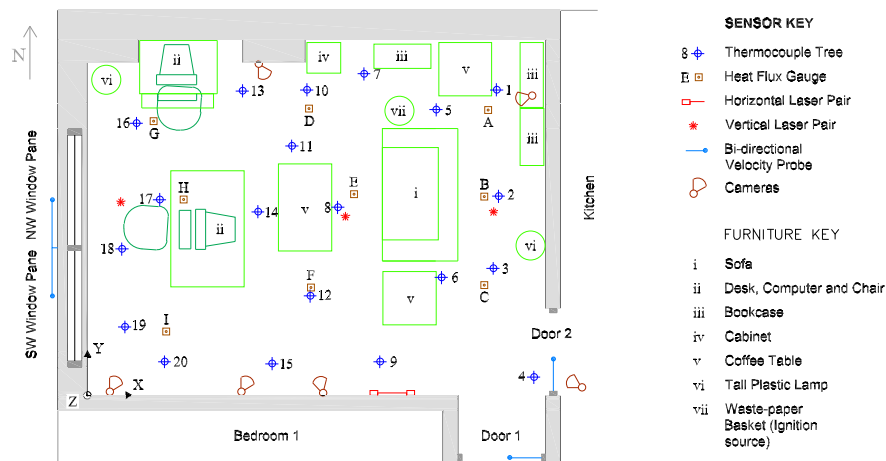 N
NW Window Pane
SW Window Pane
ii
iv
iii
v
iii
iii
vi
vii
13
10
7
1
5
A
D
16
G
11
H
17
ii
18
14
v
8
E
i
B
2
vi
3
C
6
v
F
12
19
I
20
15
9
4
Y
X
Z
Kitchen
Door 2
Door 1
Bedroom 1
SENSOR KEY
8 Thermocouple Tree
E Heat Flux Gauge
Horizontal Laser Pair
Vertical Laser Pair
Bi-directional
Velocity Probe
Cameras
FURNITURE KEY
i Sofa
ii Desk, Computer and Chair
iii Bookcase
iv Cabinet
v Coffee Table
vi Tall Plastic Lamp
vii Waste-paper
Basket (Ignition
source)